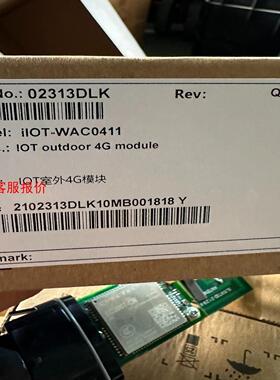 No.: 02313DLK Rev: Q
el: iIOT-WAC0411
.: IOT outdoor 4G module
客服报价
IOT室外4G模块
2102313DLK10MB001818 Y
mark: